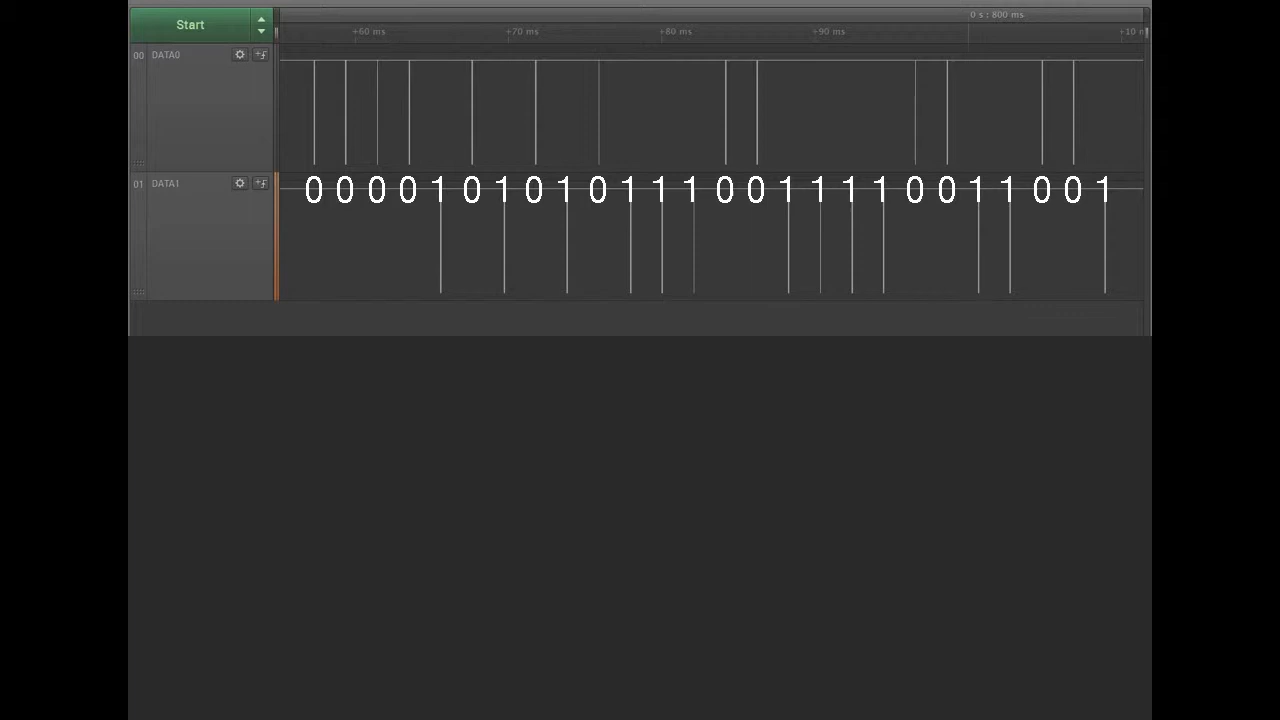 Start
0 s : 800 ms
+60 ms +70 ms +80 ms +90 ms
00 DATA0
01 DATA1
0 0 0 0 1 0 1 0 1 0 1 1 1 0 0 1 1 1 1 0 0 1 1 0 0 1